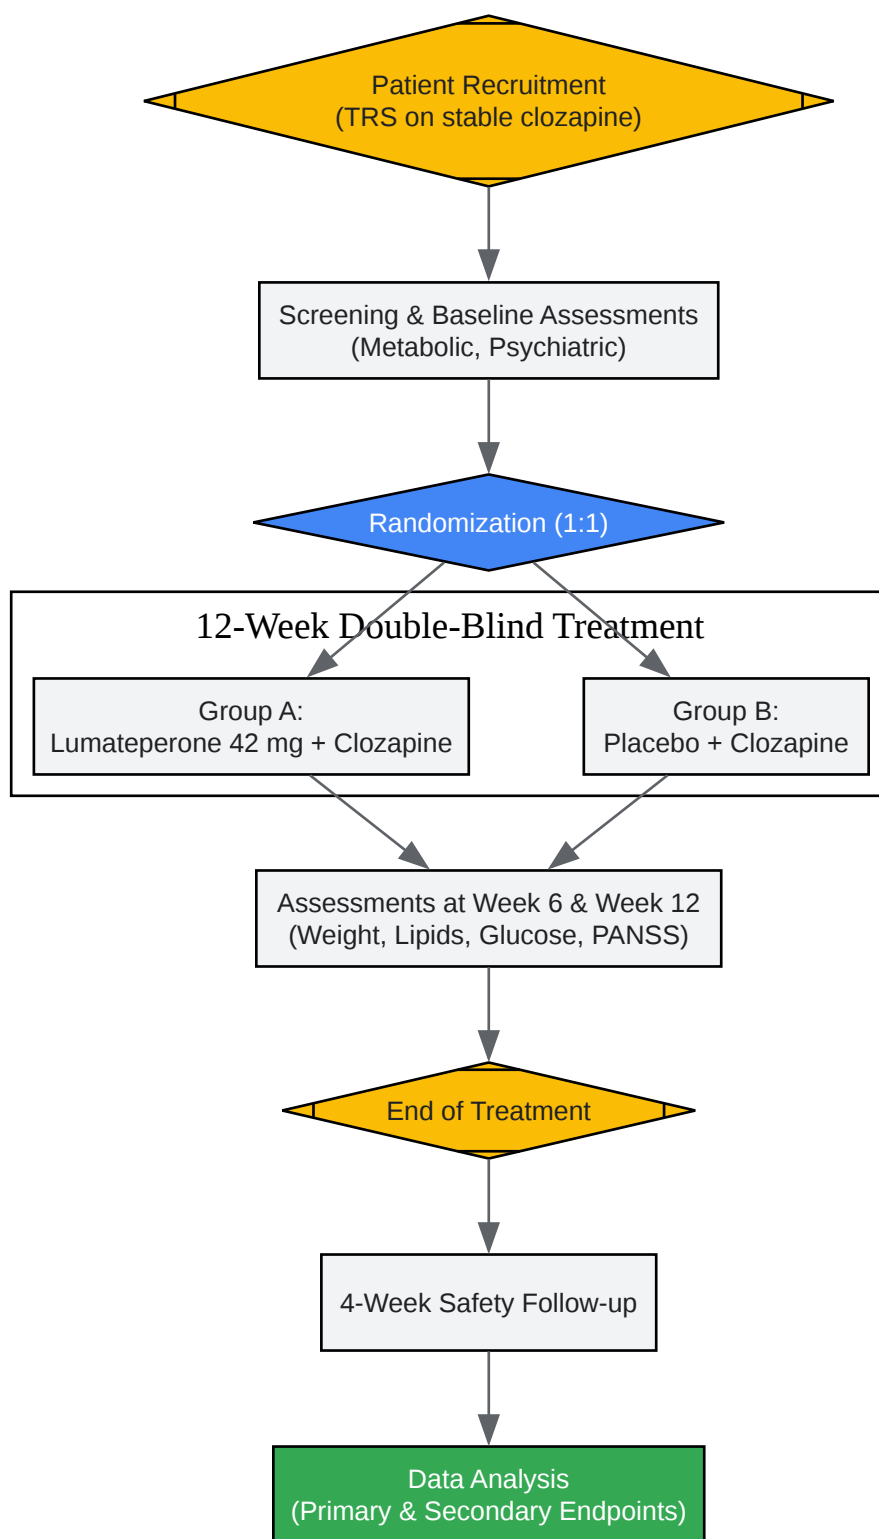 Patient Recruitment
(TRS on stable clozapine)
Screening & Baseline Assessments
(Metabolic, Psychiatric)
Randomization (1:1)
12-Week Double-Blind Treatment
Group A:
Lumateperone 42 mg + Clozapine
Group B:
Placebo + Clozapine
Assessments at Week 6 & Week 12
(Weight, Lipids, Glucose, PANSS)
End of Treatment
4-Week Safety Follow-up
Data Analysis
(Primary & Secondary Endpoints)